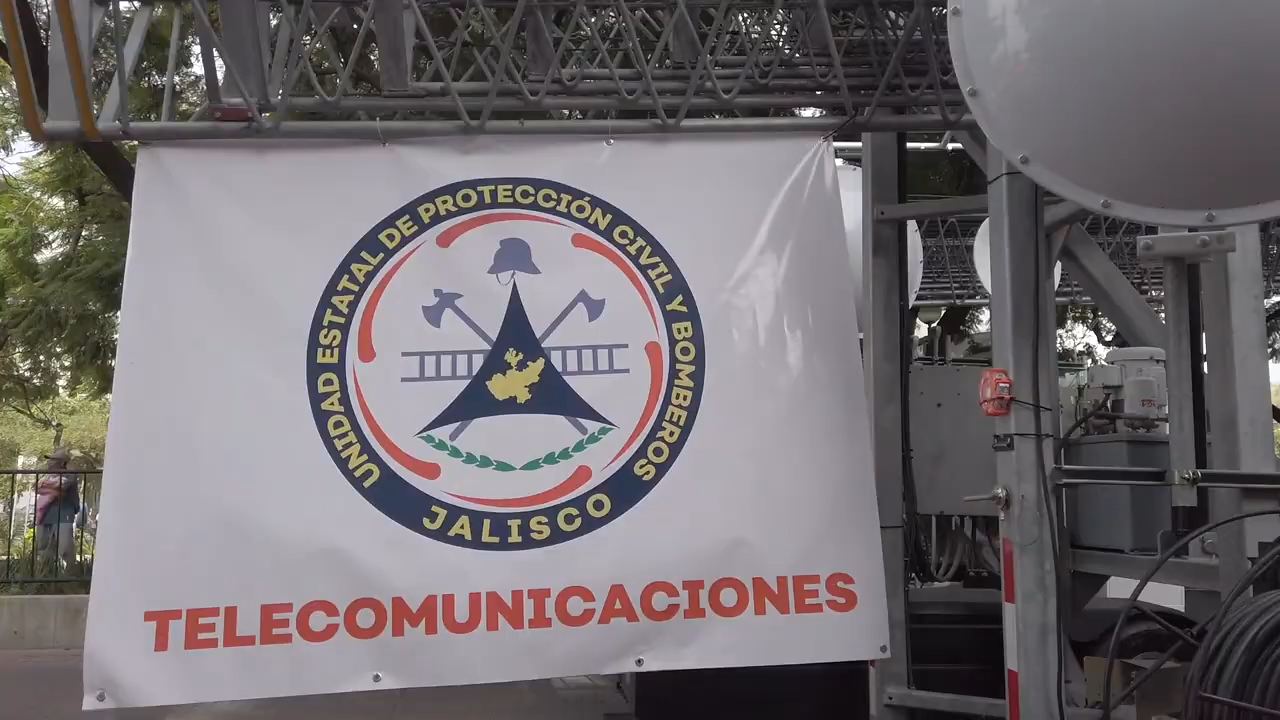 UNIDAD ESTATAL DE PROTECCIÓN CIVIL Y BOMBEROS
JALISCO
TELECOMUNICACIONES